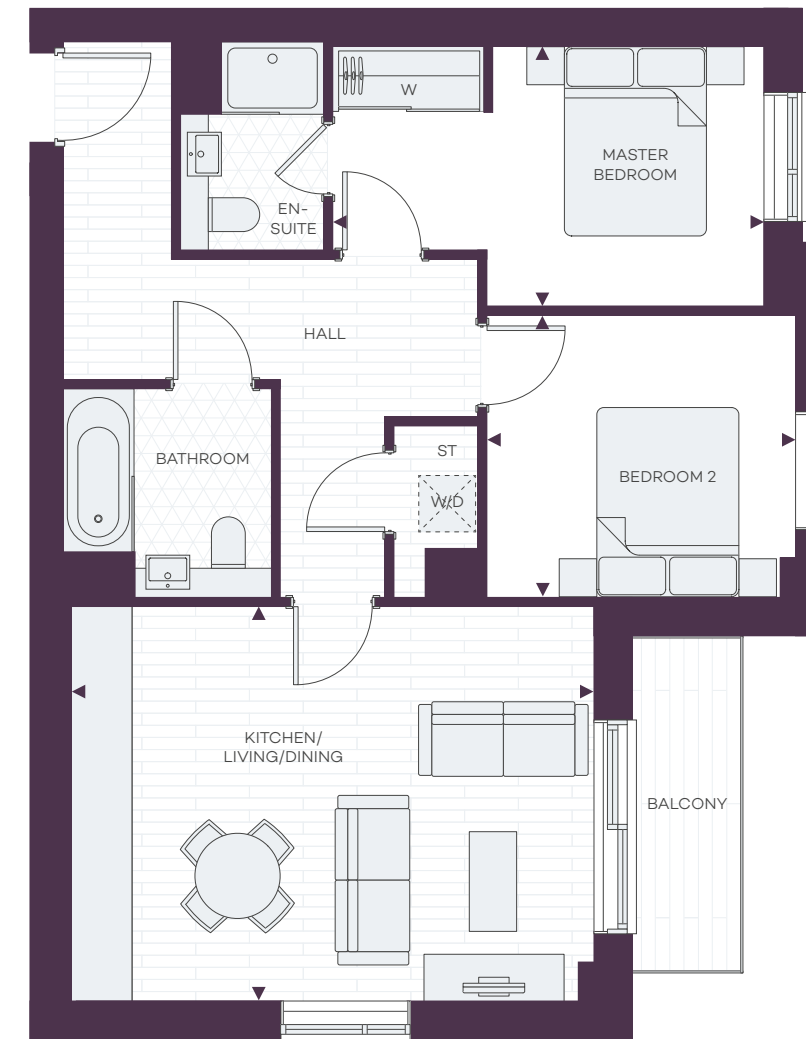 W
MASTER
BEDROOM
EN-
SUITE
HALL
ST
BATHROOM
W/D
BEDROOM 2
KITCHEN/
LIVING/DINING
BALCONY